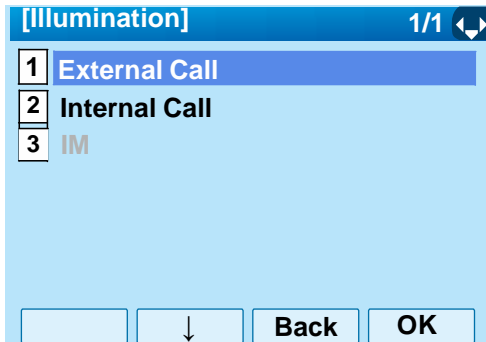 [Illumination] 1/1
1 External Call
2 Internal Call
3 IM
↓ Back OK